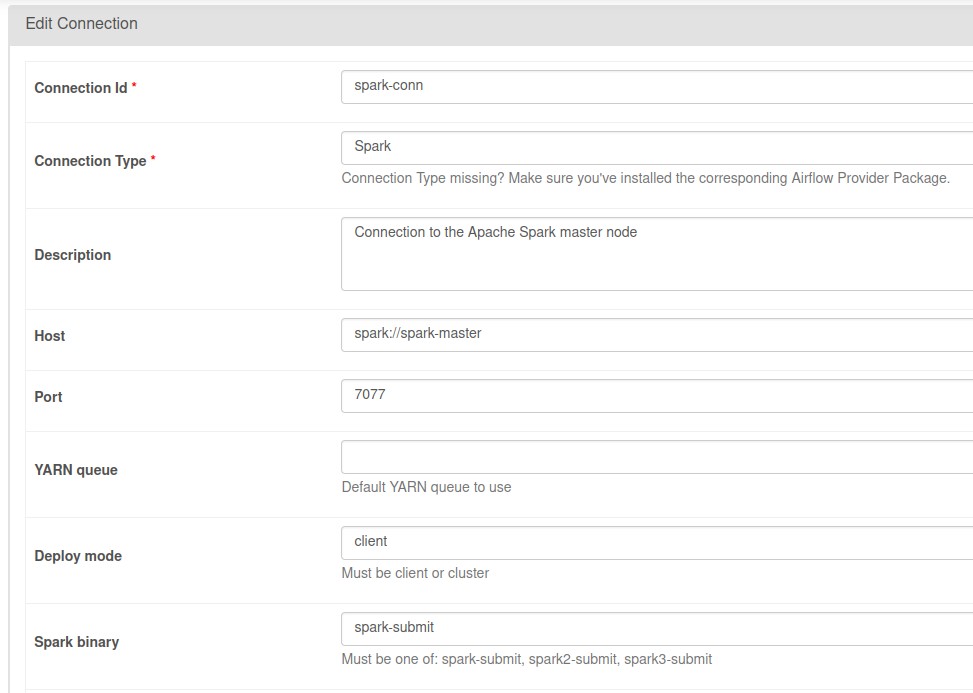 Edit Connection
Connection Id *
spark-conn
Connection Type *
Spark
Connection Type missing? Make sure you've installed the corresponding Airflow Provider Package.
Description
Connection to the Apache Spark master node
Host
spark://spark-master
Port
7077
YARN queue
Default YARN queue to use
Deploy mode
client
Must be client or cluster
Spark binary
spark-submit
Must be one of: spark-submit, spark2-submit, spark3-submit